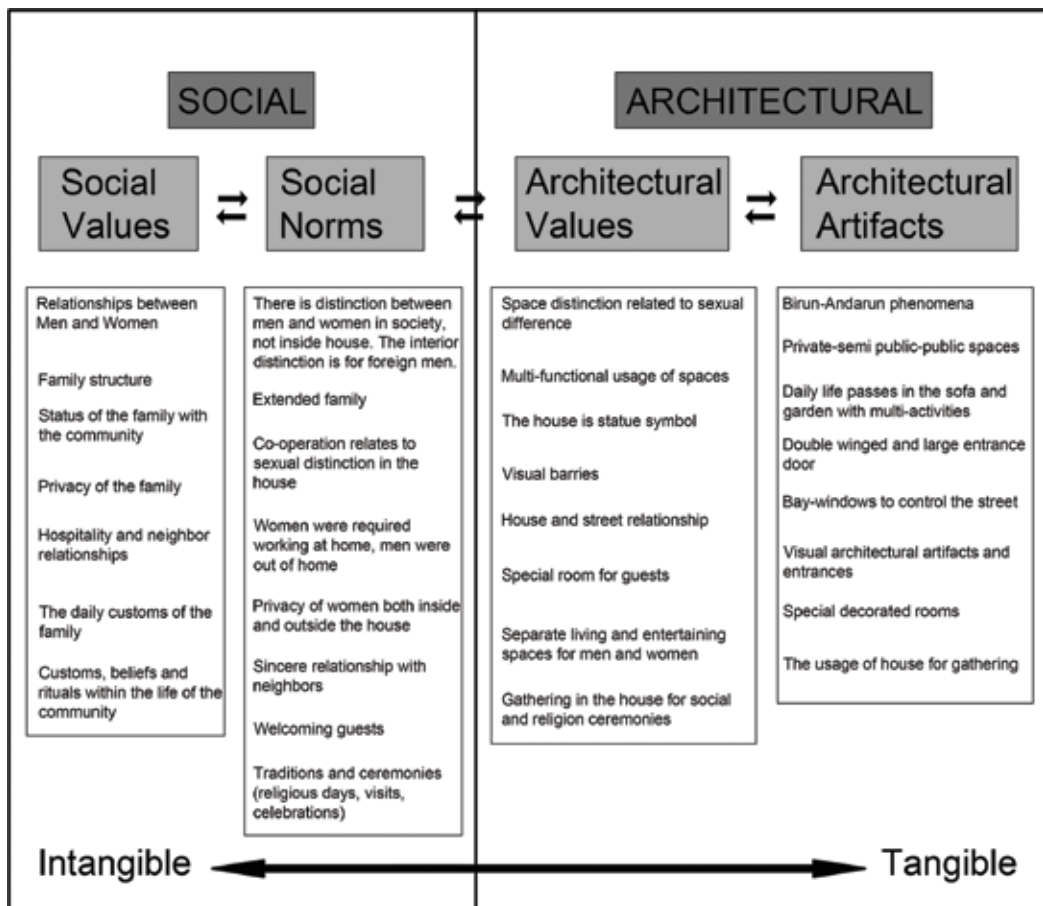 SOCIAL
ARCHITECTURAL
Social
Values
Social
Norms
Architectural
Values
Architectural
Artifacts
Relationships between
Men and Women
Family structure
Status of the family with
the community
Privacy of the family
Hospitality and neighbor
relationships
The daily customs of the
family
Customs, beliefs and
rituals within the life of the
community
There is distinction between
men and women in society,
not inside house. The interior
distinction is for foreign men.
Extended family
Co-operation relates to
sexual distinction in the
house
Women were required
working at home, men were
out of home
Privacy of women both inside
and outside the house
Sincere relationship with
neighbors
Welcoming guests
Traditions and ceremonies
(religious days, visits,
celebrations)
Space distinction related to sexual
difference
Multi-functional usage of spaces
The house is statue symbol
Visual barries
House and street relationship
Special room for guests
Separate living and entertaining
spaces for men and women
Gathering in the house for social
and religion ceremonies
Birun-Andarun phenomena
Private-semi public-public spaces
Daily life passes in the sofa and
garden with multi-activities
Double winged and large entrance
door
Bay-windows to control the street
Visual architectural artifacts and
entrances
Special decorated rooms
The usage of house for gathering
Intangible
Tangible